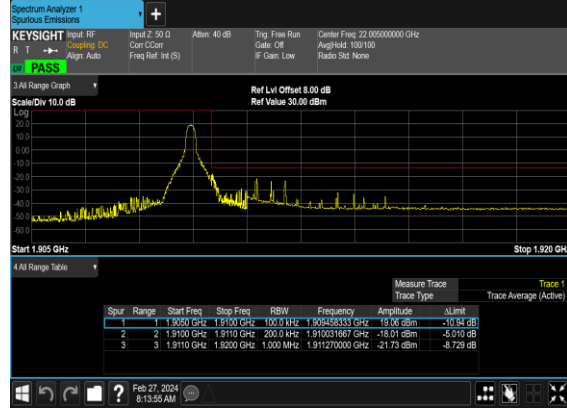 Spectrum Analyzer 1
Spurious Emissions
KEYSIGHT Input: RF Input Z: 50 Ω Atten: 40 dB Trig: Free Run Center Freq: 22.005000000 GHz
R T Coupling: DC Corr CCorr Gate: Off Avg|Hold: 100/100
Align: Auto Freq Ref: Int (S) IF Gain: Low Radio Std: None
LW PASS
3 All Range Graph
Ref Lvl Offset 8.00 dB
Scale/Div 10.0 dB Ref Value 30.00 dBm
Log
20.0
10.0
0.00
-10.0
-20.0
-30.0
-40.0
-50.0
-60.0
Start 1.905 GHz Stop 1.920 GHz
4 All Range Table
Measure Trace Trace 1
Trace Type Trace Average (Active)
Spur Range Start Freq Stop Freq RBW Frequency Amplitude ΔLimit
1 1 1.9050 GHz 1.9100 GHz 100.0 kHz 1.909458333 GHz 19.06 dBm -10.94 dB
2 2 1.9100 GHz 1.9110 GHz 200.0 kHz 1.910031667 GHz -18.01 dBm -5.010 dB
3 3 1.9110 GHz 1.9200 GHz 1.000 MHz 1.911270000 GHz -21.73 dBm -8.729 dB
? Feb 27, 2024
8:13:55 AM